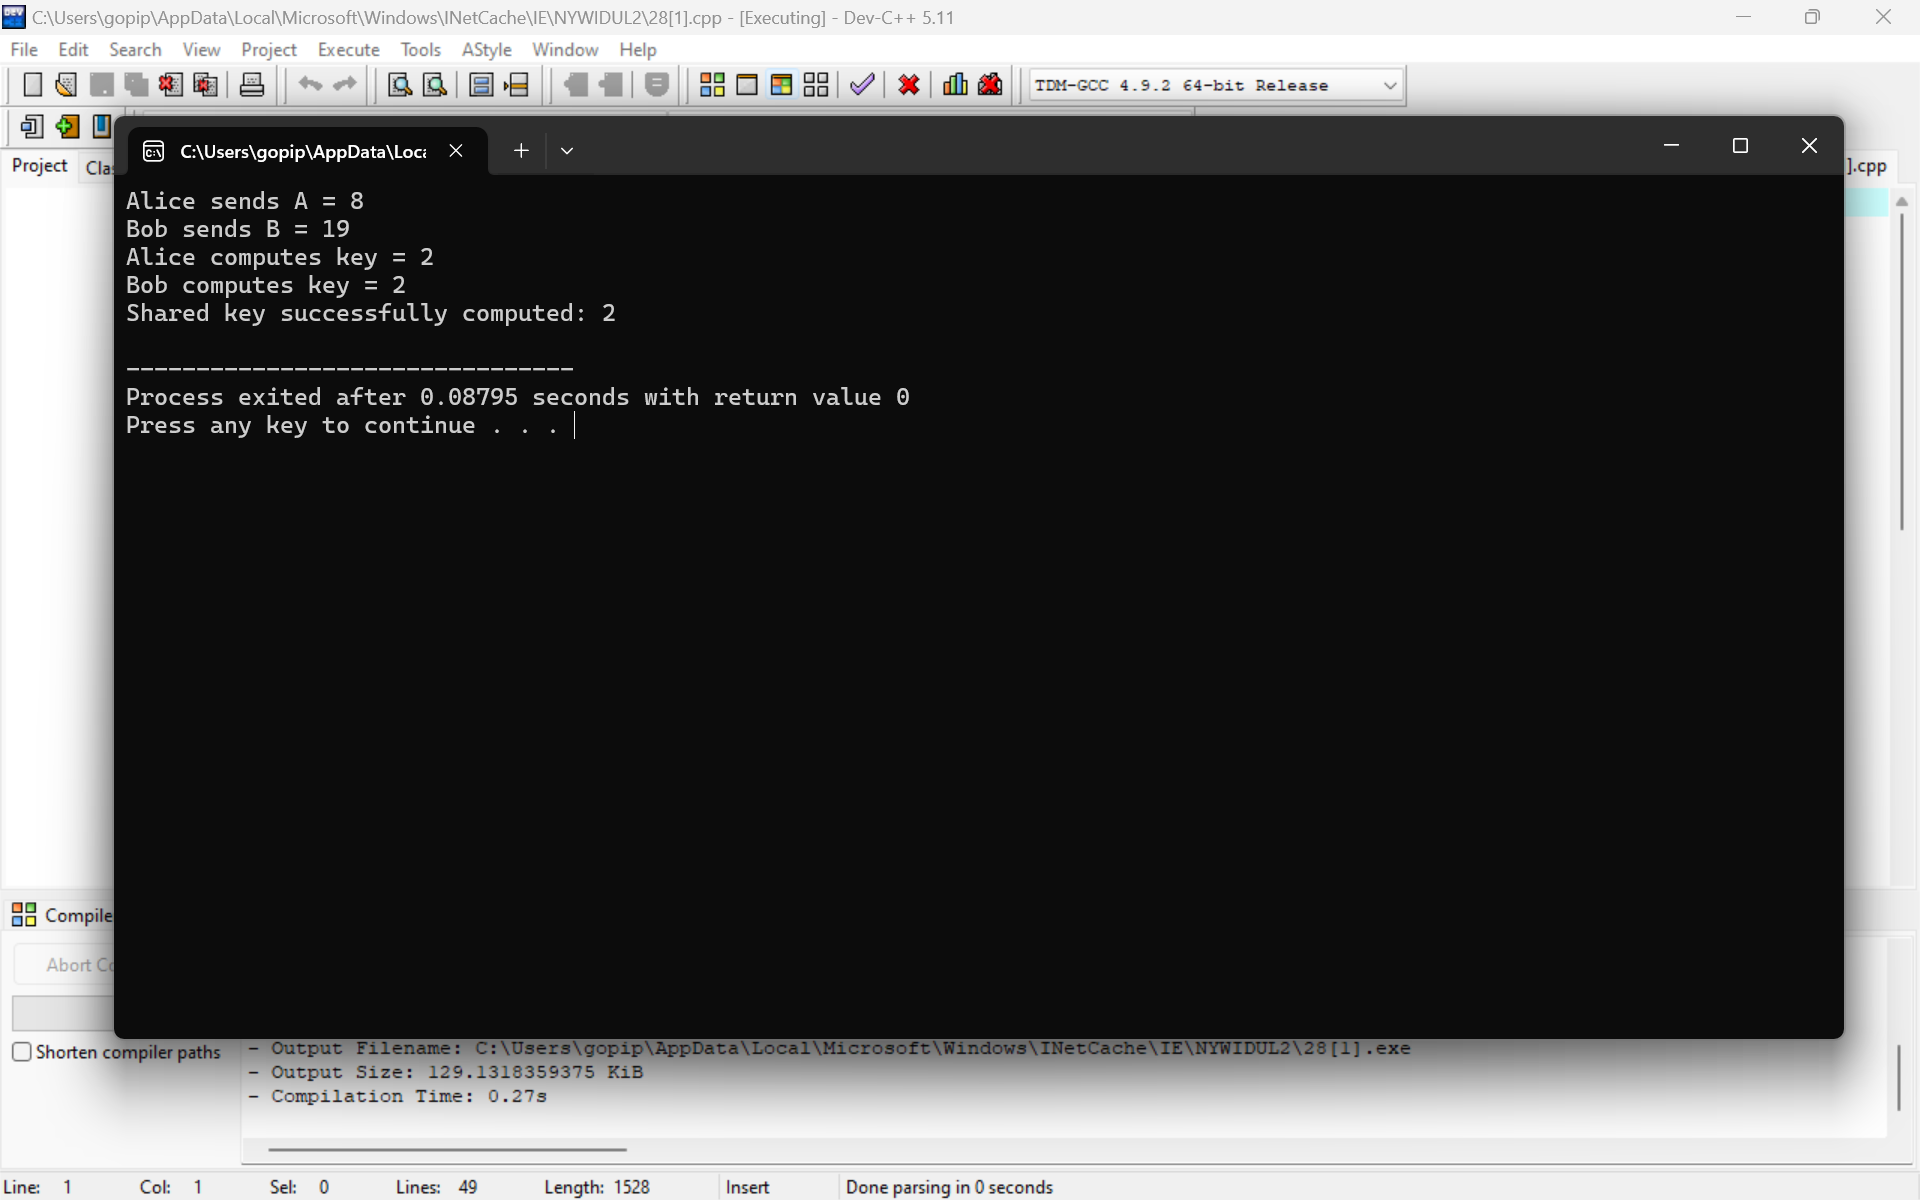 C:\Users\gopip\AppData\Local\Microsoft\Windows\INetCache\IE\NYWIDUL2\28[1].cpp - [Executing] - Dev-C++ 5.11
File Edit Search View Project Execute Tools AStyle Window Help
TDM-GCC 4.9.2 64-bit Release
Project
].cpp
C:\Users\gopip\AppData\Loca
Alice sends A = 8
Bob sends B = 19
Alice computes key = 2
Bob computes key = 2
Shared key successfully computed: 2
--------------------------------
Process exited after 0.08795 seconds with return value 0
Press any key to continue . . .
Compile
Abort Co
Shorten compiler paths
- Output Filename: C:\Users\gopip\AppData\Local\Microsoft\Windows\INetCache\IE\NYWIDUL2\28[1].exe
- Output Size: 129.1318359375 KiB
- Compilation Time: 0.27s
Line: 1 Col: 1 Sel: 0 Lines: 49 Length: 1528 Insert Done parsing in 0 seconds